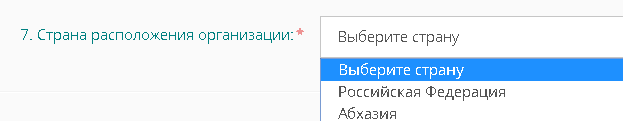 7. Страна расположения организации:*
Выберите страну
Выберите страну
Российская Федерация
Абхазия